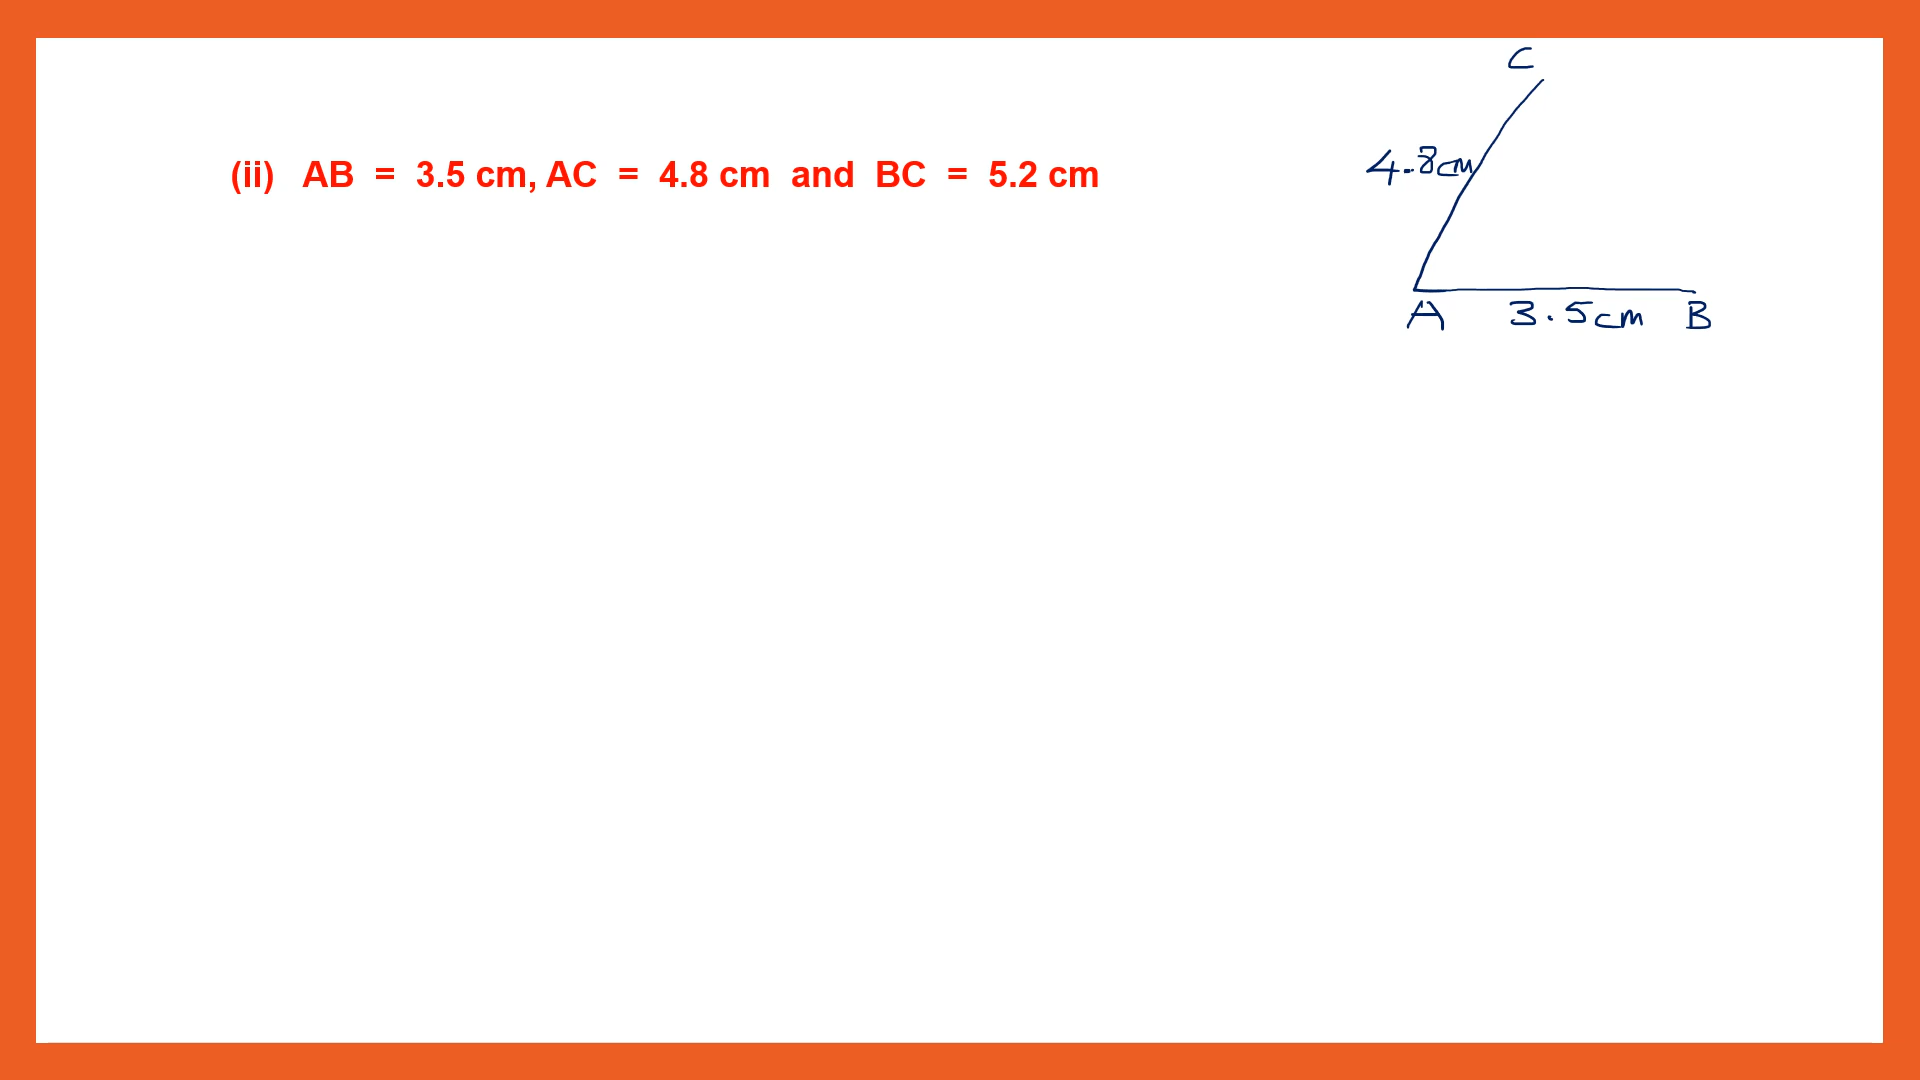 C
(ii) AB = 3.5 cm, AC = 4.8 cm and BC = 5.2 cm
4.8cm
A 3.5cm B